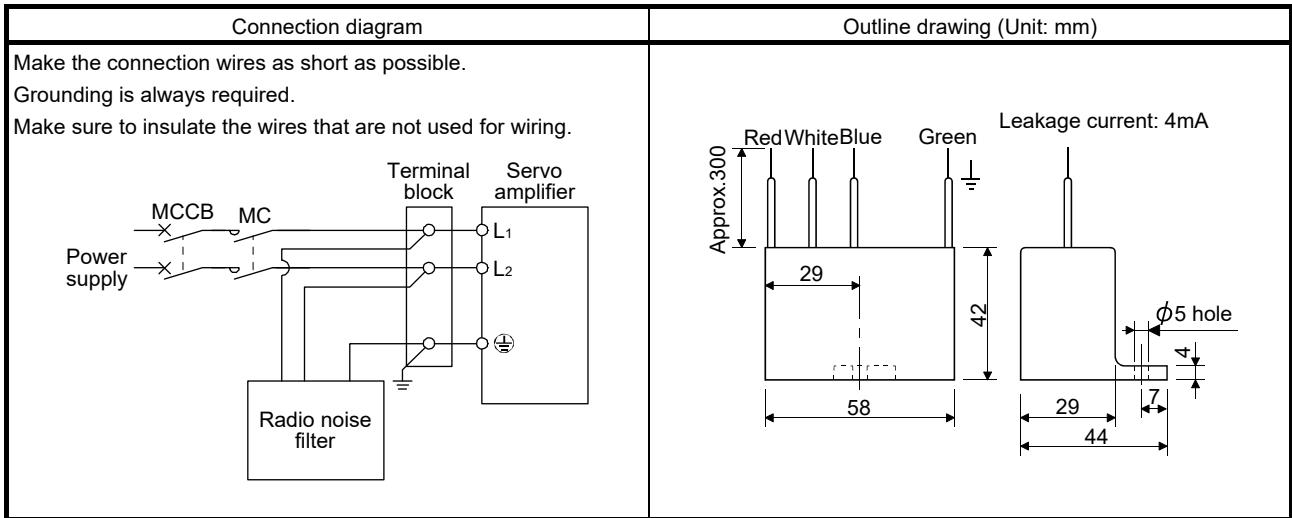 Connection diagram
Make the connection wires as short as possible.
Grounding is always required.
Make sure to insulate the wires that are not used for wiring.
Terminal
block
Servo
amplifier
MCCB
MC
L1
Power
supply
L2
Radio noise
filter
Outline drawing (Unit: mm)
Leakage current: 4mA
Red White Blue
Green
Approx.300
29
42
58
ϕ5 hole
4
7
29
44